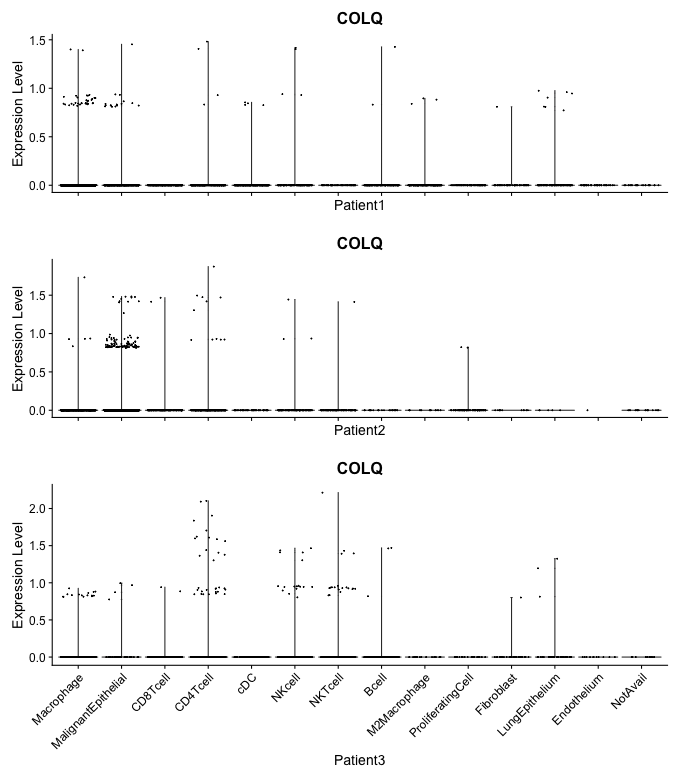 COLQ
Expression Level
1.5
1.0
0.5
0.0
Patient1
COLQ
Expression Level
1.5
1.0
0.5
0.0
Patient2
COLQ
Expression Level
2.0
1.5
1.0
0.5
0.0
Macrophage
MalignantEpithelial
CD8Tcell
CD4Tcell
cDC
NKcell
NKTcell
Bcell
M2Macrophage
ProliferatingCell
Fibroblast
LungEpithelium
Endothelium
NotAvail
Patient3